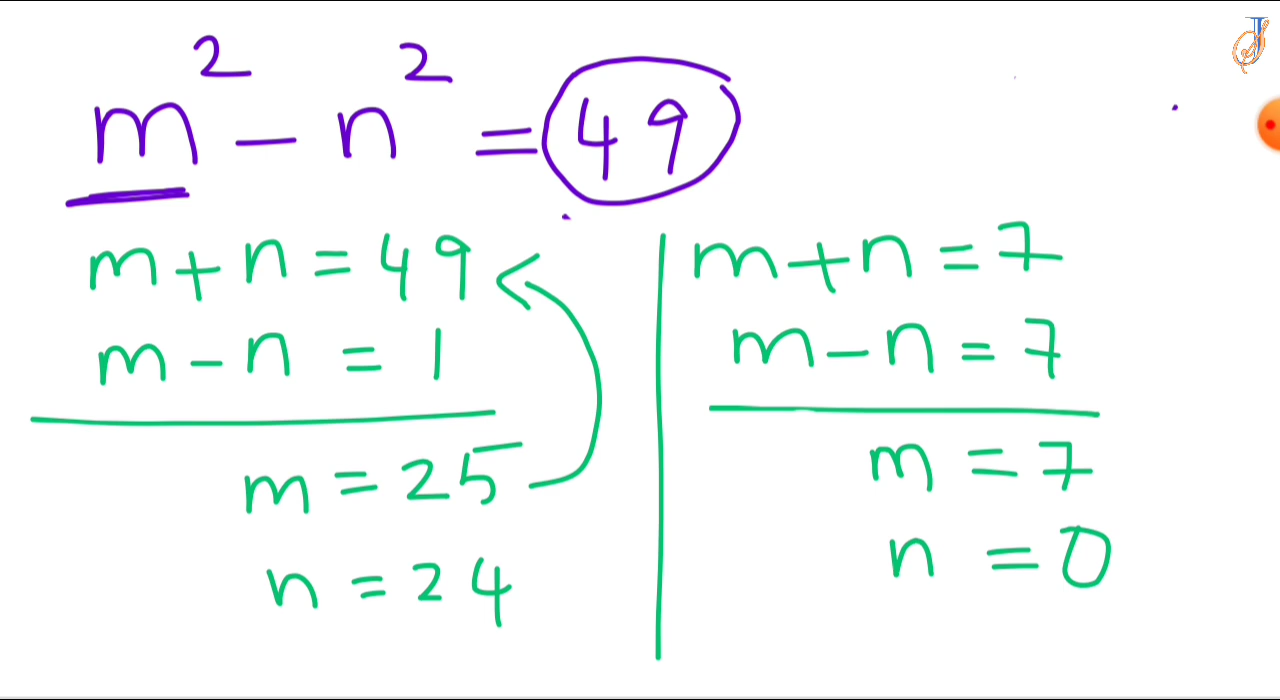 m² - n² = 49
m + n = 49
m - n = 1
m = 25
n = 24
m + n = 7
m - n = 7
m = 7
n = 0